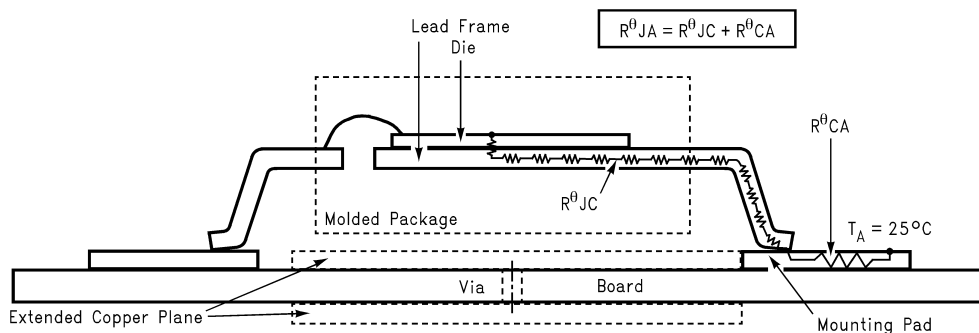 Lead Frame
Die
RθJA = RθJC + RθCA
RθCA
RθJC
Molded Package
TA = 25°C
Via
Board
Extended Copper Plane
Mounting Pad